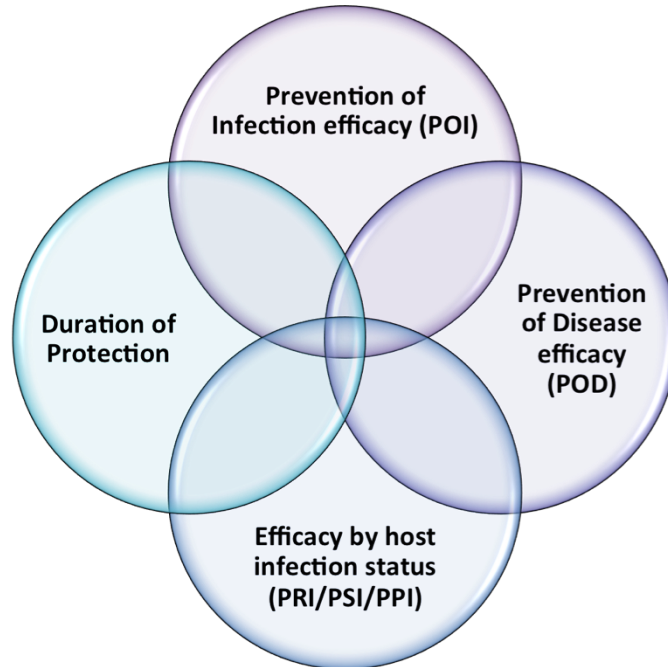 Prevention of
Infection efficacy (POI)
Duration of
Protection
Prevention
of Disease
efficacy
(POD)
Efficacy by host
infection status
(PRI/PSI/PPI)